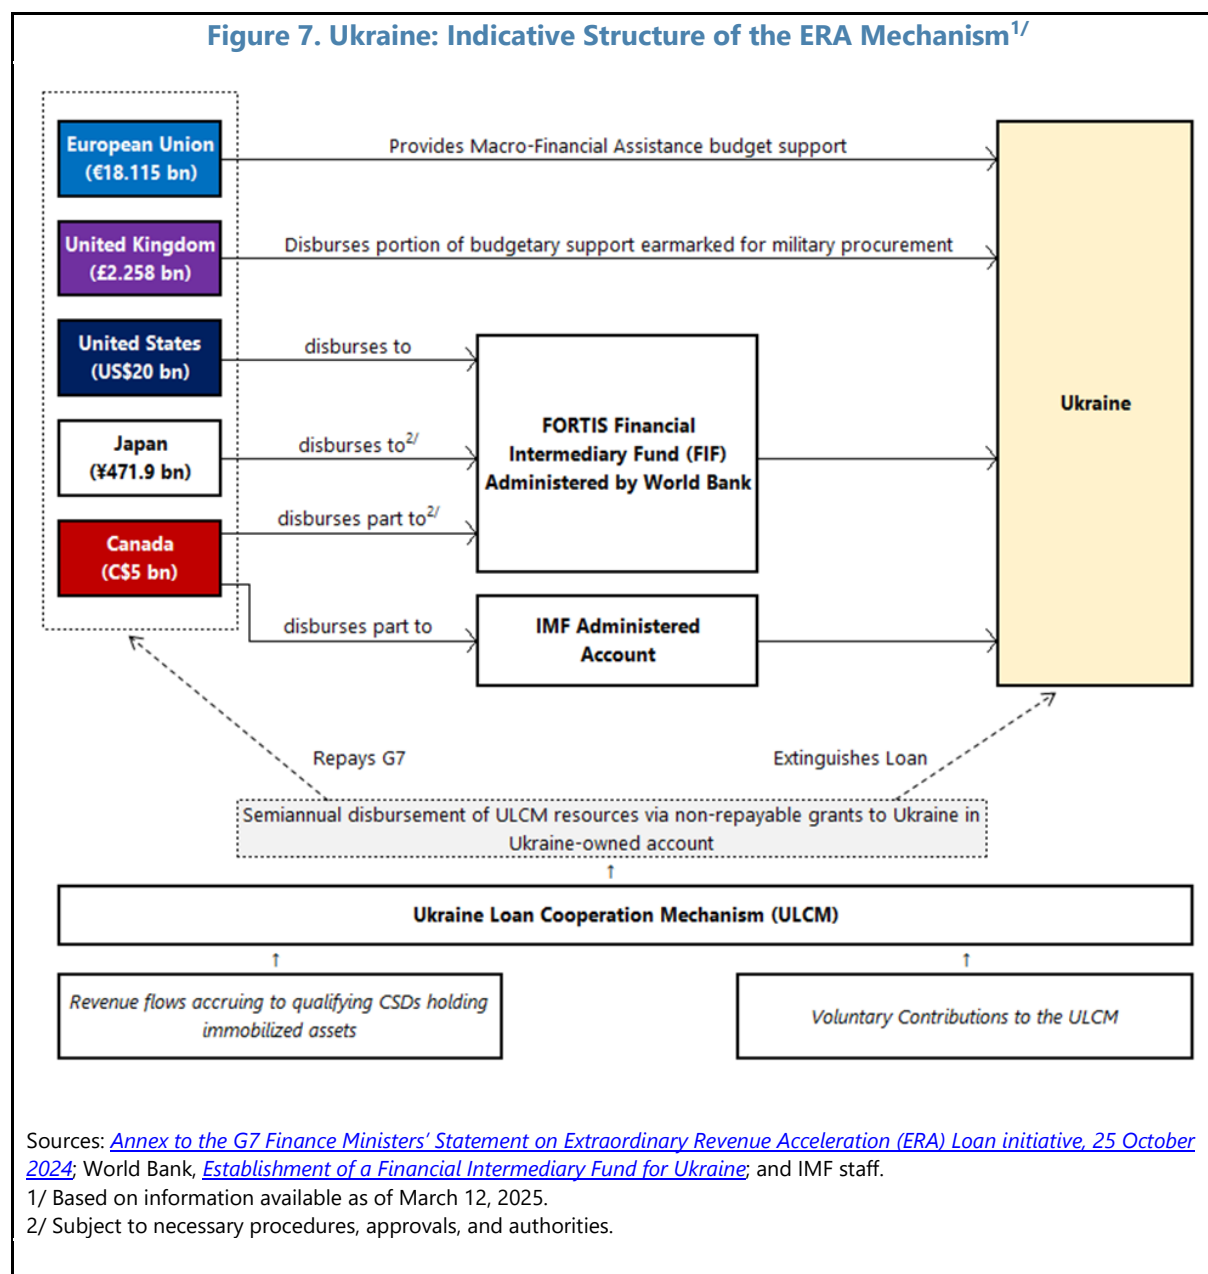 Figure 7. Ukraine: Indicative Structure of the ERA Mechanism1/
European Union
(€18.115 bn)
Provides Macro-Financial Assistance budget support
United Kingdom
(£2.258 bn)
Disburses portion of budgetary support earmarked for military procurement
United States
(US$20 bn)
disburses to
Japan
(¥471.9 bn)
disburses to2/
Canada
(C$5 bn)
disburses part to2/
disburses part to
FORTIS Financial
Intermediary Fund (FIF)
Administered by World Bank
IMF Administered
Account
Ukraine
Repays G7
Extinguishes Loan
Semiannual disbursement of ULCM resources via non-repayable grants to Ukraine in
Ukraine-owned account
↑
Ukraine Loan Cooperation Mechanism (ULCM)
↑
↑
Revenue flows accruing to qualifying CSDs holding
immobilized assets
Voluntary Contributions to the ULCM
Sources: Annex to the G7 Finance Ministers’ Statement on Extraordinary Revenue Acceleration (ERA) Loan initiative, 25 October
2024; World Bank, Establishment of a Financial Intermediary Fund for Ukraine; and IMF staff.
1/ Based on information available as of March 12, 2025.
2/ Subject to necessary procedures, approvals, and authorities.